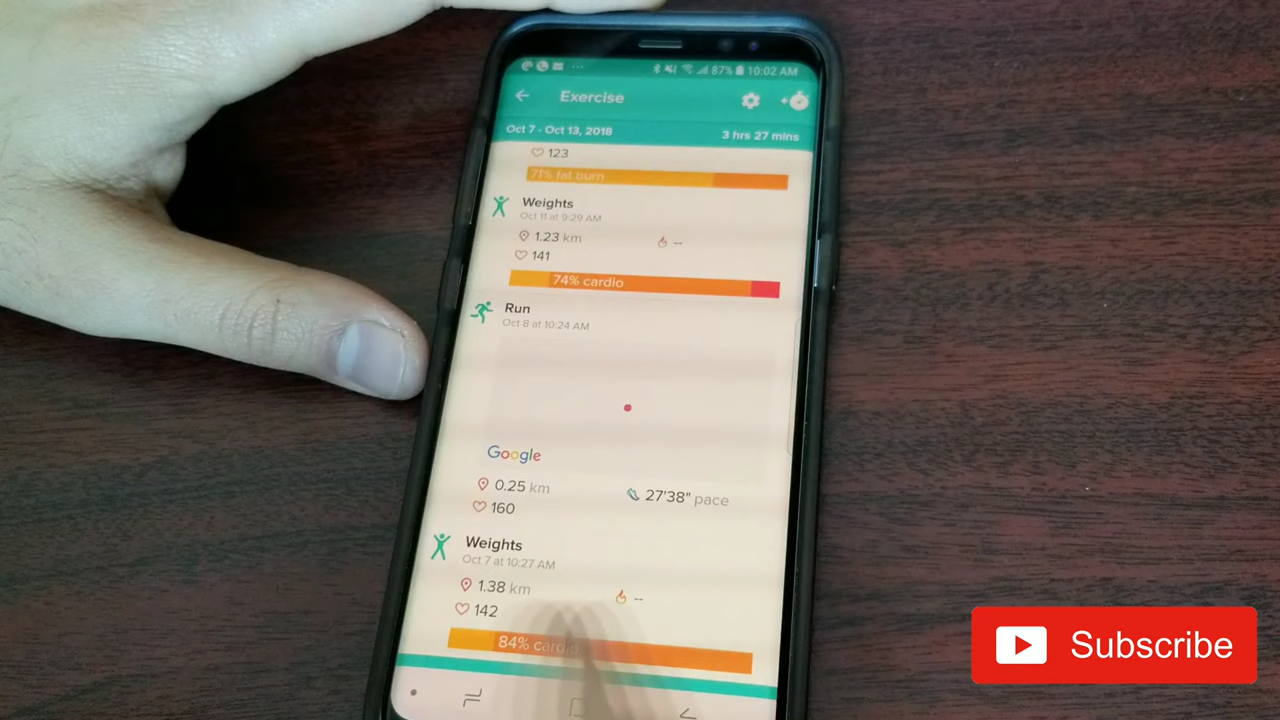 87% 10:02 AM
Exercise
Oct 7 - Oct 13, 2018 3 hrs 27 mins
123
71% fat burn
Weights
Oct 11 at 9:29 AM
1.23 km --
141
74% cardio
Run
Oct 8 at 10:24 AM
Google
0.25 km 27'38" pace
160
Weights
Oct 7 at 10:27 AM
1.38 km --
142
84% cardio
Subscribe